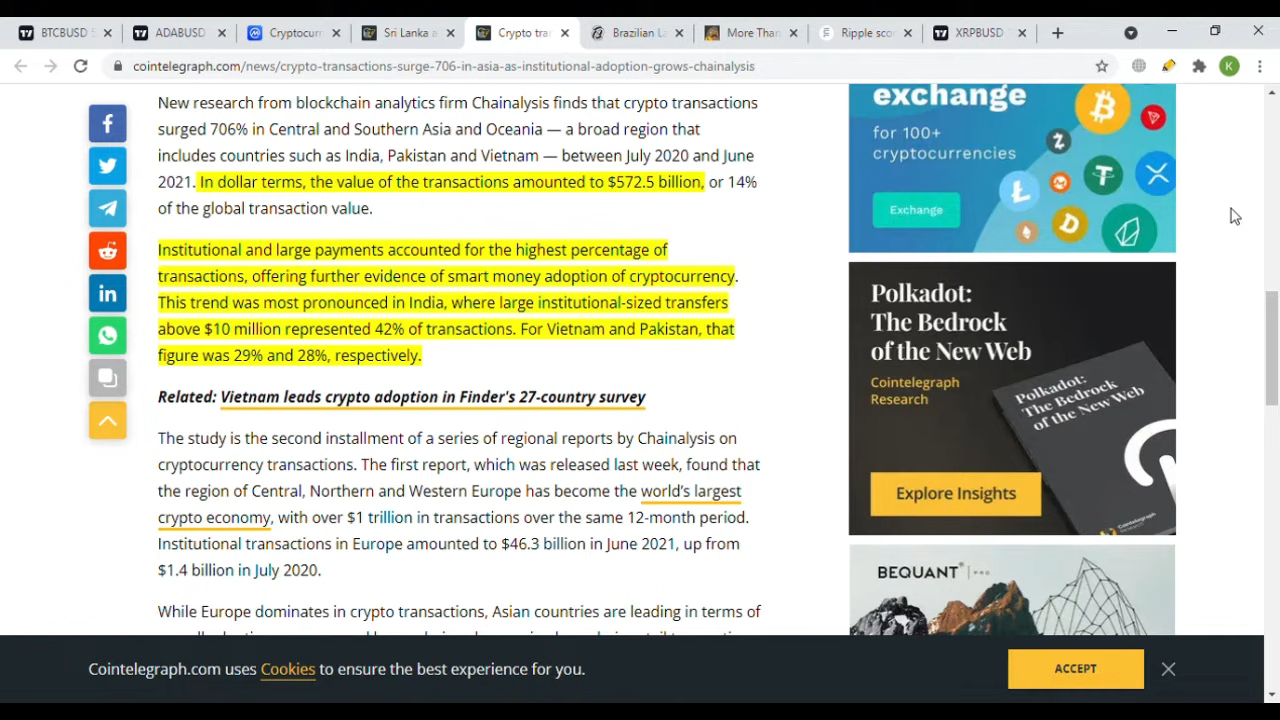 BTCBUSD
ADABUSD
Cryptocurr
Sri Lanka a
Crypto tra
Brazilian L
More Than
Ripple sco
XRPBUSD
cointelegraph.com/news/crypto-transactions-surge-706-in-asia-as-institutional-adoption-grows-chainalysis
K
New research from blockchain analytics firm Chainalysis finds that crypto transactions
surged 706% in Central and Southern Asia and Oceania — a broad region that
includes countries such as India, Pakistan and Vietnam — between July 2020 and June
2021. In dollar terms, the value of the transactions amounted to $572.5 billion, or 14%
of the global transaction value.
Institutional and large payments accounted for the highest percentage of
transactions, offering further evidence of smart money adoption of cryptocurrency.
This trend was most pronounced in India, where large institutional-sized transfers
above $10 million represented 42% of transactions. For Vietnam and Pakistan, that
figure was 29% and 28%, respectively.
Related: Vietnam leads crypto adoption in Finder's 27-country survey
The study is the second installment of a series of regional reports by Chainalysis on
cryptocurrency transactions. The first report, which was released last week, found that
the region of Central, Northern and Western Europe has become the world's largest
crypto economy, with over $1 trillion in transactions over the same 12-month period.
Institutional transactions in Europe amounted to $46.3 billion in June 2021, up from
$1.4 billion in July 2020.
While Europe dominates in crypto transactions, Asian countries are leading in terms of
exchange
for 100+
cryptocurrencies
Exchange
Polkadot:
The Bedrock
of the New Web
Cointelegraph
Research
Polkadot:
The Bedrock
of the New Web
Explore Insights
Cointelegraph
BEQUANT PRO
Cointelegraph.com uses Cookies to ensure the best experience for you.
ACCEPT